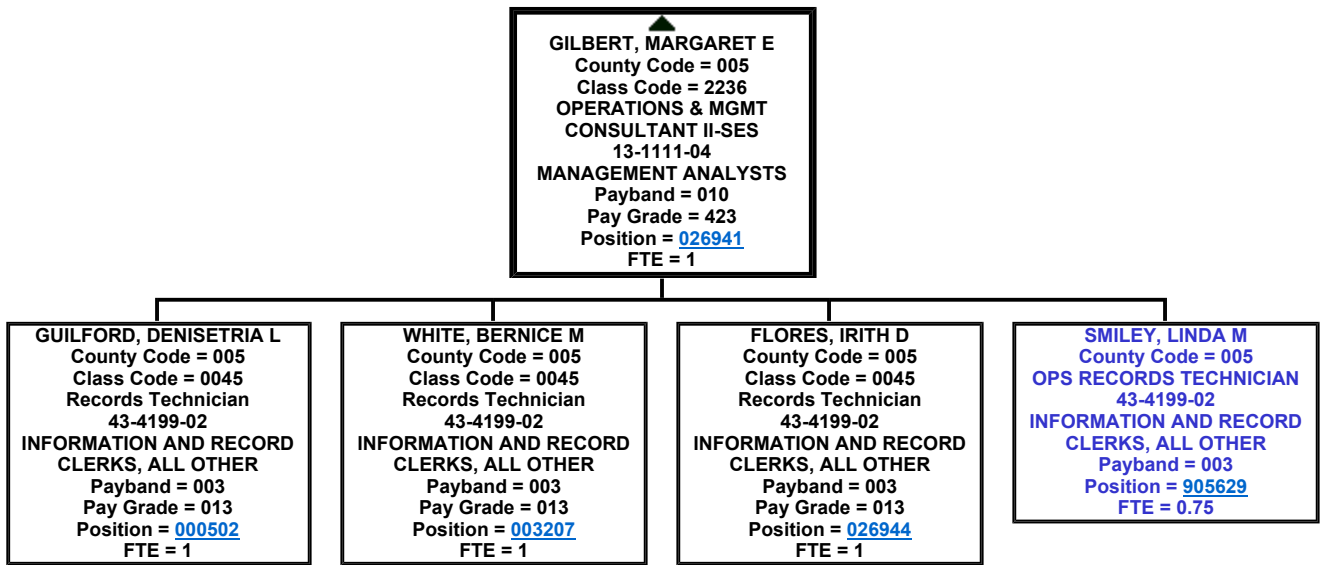 GILBERT, MARGARET E
County Code = 005
Class Code = 2236
OPERATIONS & MGMT
CONSULTANT II-SES
13-1111-04
MANAGEMENT ANALYSTS
Payband = 010
Pay Grade = 423
Position = 026941
FTE = 1
GUILFORD, DENISETRIA L
County Code = 005
Class Code = 0045
Records Technician
43-4199-02
INFORMATION AND RECORD
CLERKS, ALL OTHER
Payband = 003
Pay Grade = 013
Position = 000502
FTE = 1
WHITE, BERNICE M
County Code = 005
Class Code = 0045
Records Technician
43-4199-02
INFORMATION AND RECORD
CLERKS, ALL OTHER
Payband = 003
Pay Grade = 013
Position = 003207
FTE = 1
FLORES, IRITH D
County Code = 005
Class Code = 0045
Records Technician
43-4199-02
INFORMATION AND RECORD
CLERKS, ALL OTHER
Payband = 003
Pay Grade = 013
Position = 026944
FTE = 1
SMILEY, LINDA M
County Code = 005
OPS RECORDS TECHNICIAN
43-4199-02
INFORMATION AND RECORD
CLERKS, ALL OTHER
Payband = 003
Position = 905629
FTE = 0.75